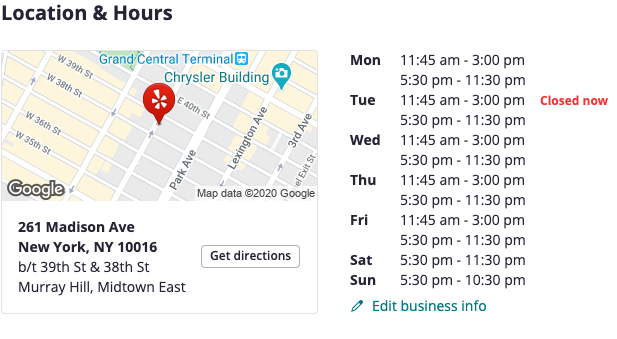 Location & Hours
Grand Central Terminal
Chrysler Building
W 39th St
W 38th St
E 40th St
W 36th St
W 35th St
Lexington Ave
3rd Ave
Park Ave
el Exit St
Google
Map data ©2020 Google
261 Madison Ave
New York, NY 10016
b/t 39th St & 38th St
Murray Hill, Midtown East
Get directions
Mon 11:45 am - 3:00 pm
5:30 pm - 11:30 pm
Tue 11:45 am - 3:00 pm Closed now
5:30 pm - 11:30 pm
Wed 11:45 am - 3:00 pm
5:30 pm - 11:30 pm
Thu 11:45 am - 3:00 pm
5:30 pm - 11:30 pm
Fri 11:45 am - 3:00 pm
5:30 pm - 11:30 pm
Sat 5:30 pm - 11:30 pm
Sun 5:30 pm - 10:30 pm
Edit business info